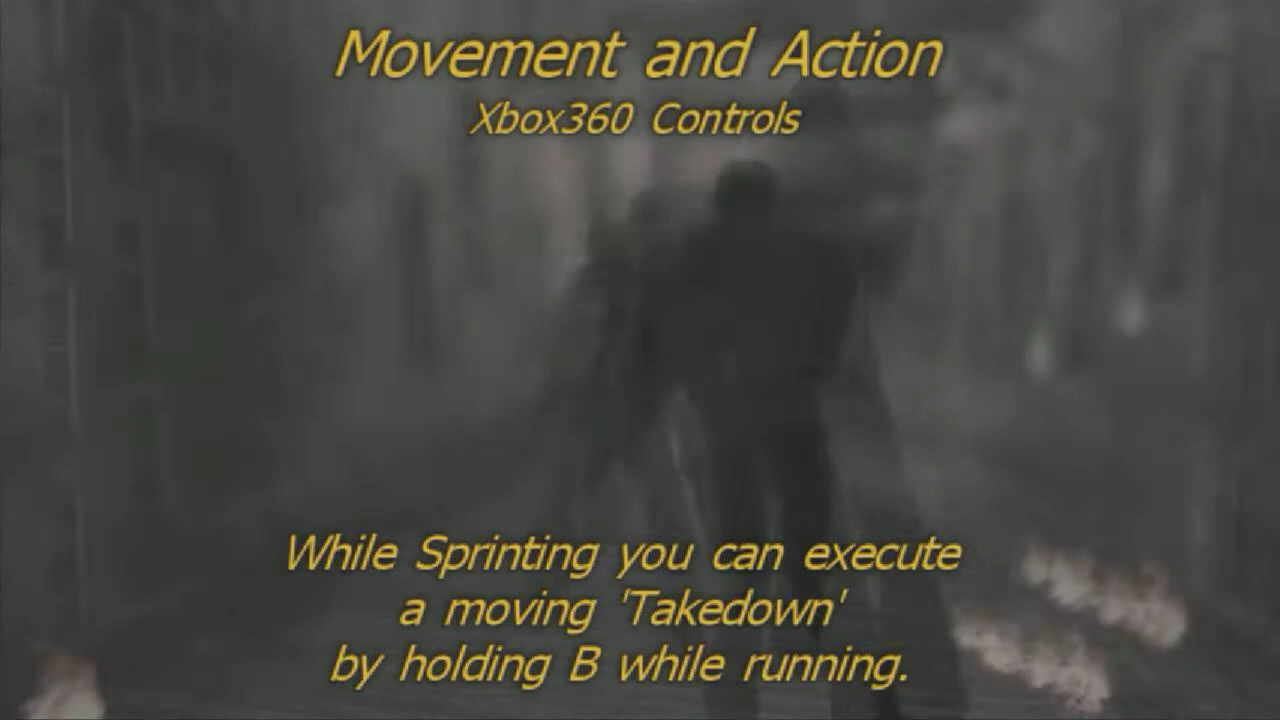 Movement and Action
Xbox360 Controls
While Sprinting you can execute
a moving 'Takedown'
by holding B while running.